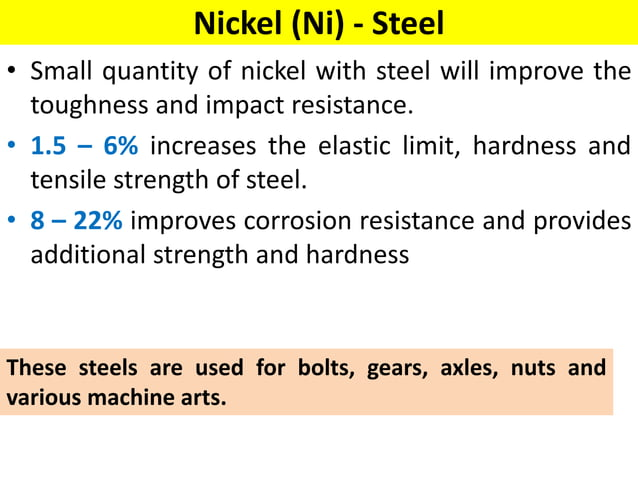 Nickel (Ni) - Steel
• Small quantity of nickel with steel will improve the
toughness and impact resistance.
• 1.5 – 6% increases the elastic limit, hardness and
tensile strength of steel.
• 8 – 22% improves corrosion resistance and provides
additional strength and hardness
These steels are used for bolts, gears, axles, nuts and
various machine arts.